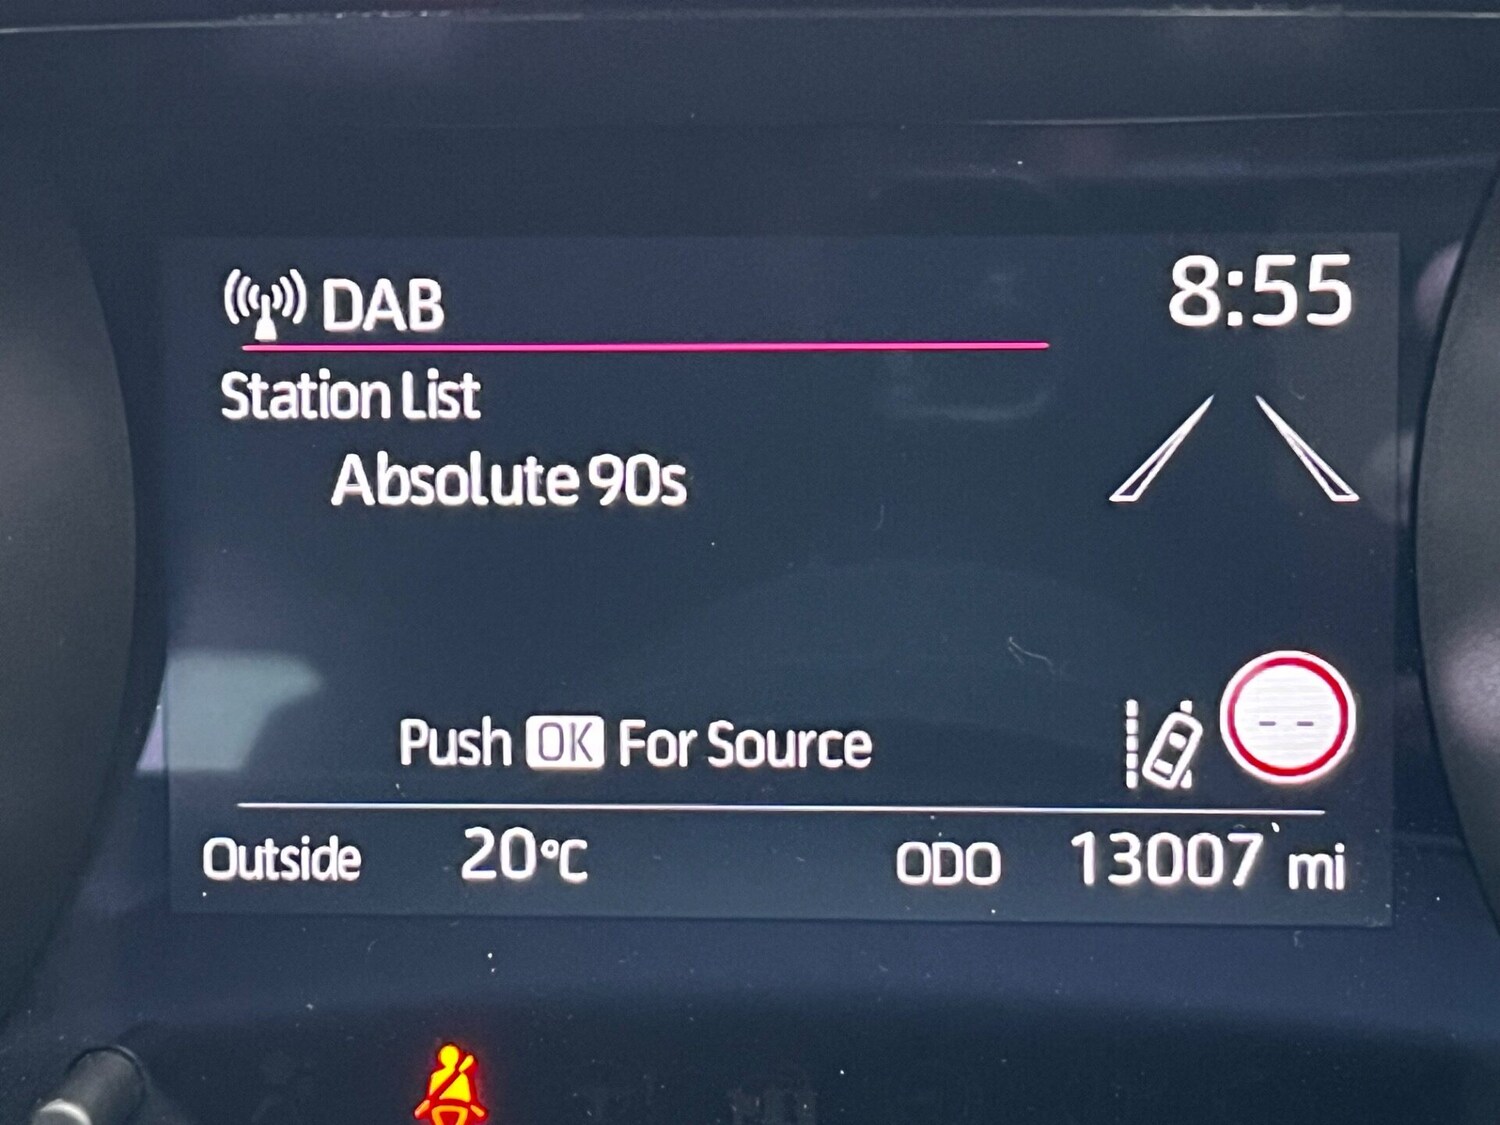 DAB
8:55
Station List
Absolute 90s
Push OK For Source
--
Outside 20°C ODO 13007 mi